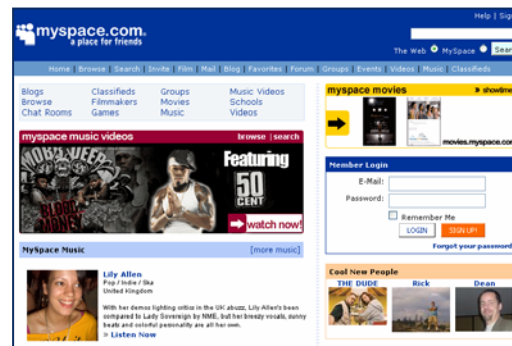 Help | Sig
myspace.com.
a place for friends
The Web MySpace Sear
Home | Browse | Search | Invite | Film | Mail | Blog | Favorites | Forum | Groups | Events | Videos | Music | Classifieds
Blogs Classifieds Groups Music Videos
Browse Filmmakers Movies Schools
Chat Rooms Games Music Videos
myspace music videos browse | search
MOBB DEEP
BLOOD
MONEY
Featuring
50
CENT
watch now!
MySpace Music [more music]
Lily Allen
Pop / Indie / Ska
United Kingdom
With her demos lighting critics in the UK abuzz, Lily Allen's been
compared to Lady Sovereign by NME, but her breezy vocals, sunny
beats and colorful personality are all her own.
» Listen Now
myspace movies » showtime
movies.myspace.com
Member Login
E-Mail:
Password:
Remember Me
LOGIN SIGN UP!
Forgot your password
Cool New People
THE DUDE Rick Dean